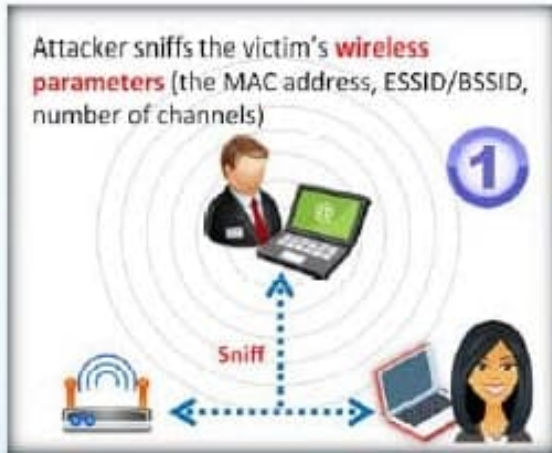 Attacker sniffs the victim's wireless
parameters (the MAC address, ESSID/BSSID,
number of channels)
1
Sniff